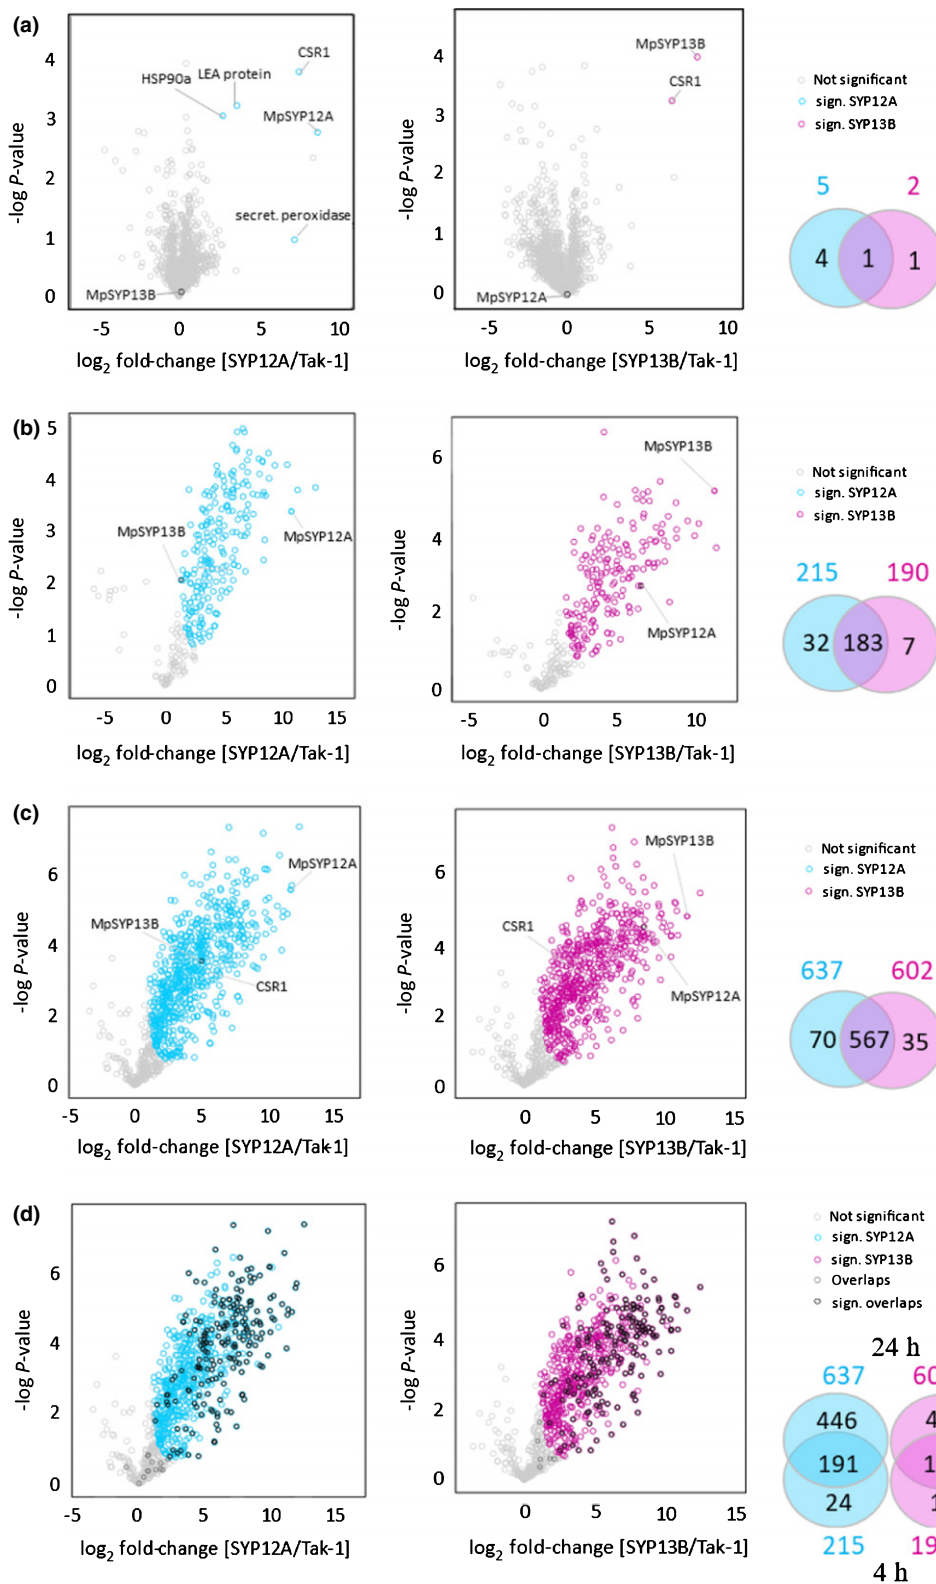 (a)
4
3
2
1
0
-log P-value
CSR1
HSP90a
LEA protein
MpSYP12A
secret. peroxidase
MpSYP13B
-5
0
5
10
log2 fold-change [SYP12A/Tak-1]
4
3
2
1
0
-log P-value
MpSYP13B
CSR1
MpSYP12A
-5
0
5
10
log2 fold-change [SYP13B/Tak-1]
Not significant
sign. SYP12A
sign. SYP13B
5
2
4
1
1
(b)
5
4
3
2
1
0
-log P-value
MpSYP13B
MpSYP12A
-5
0
5
10
15
log2 fold-change [SYP12A/Tak-1]
6
4
2
0
-log P-value
MpSYP13B
MpSYP12A
-5
0
5
10
log2 fold-change [SYP13B/Tak-1]
Not significant
sign. SYP12A
sign. SYP13B
215
190
32
183
7
(c)
6
4
2
0
-log P-value
MpSYP12A
MpSYP13B
CSR1
-5
0
5
10
15
log2 fold-change [SYP12A/Tak-1]
6
4
2
0
-log P-value
MpSYP13B
CSR1
MpSYP12A
0
5
10
15
log2 fold-change [SYP13B/Tak-1]
Not significant
sign. SYP12A
sign. SYP13B
637
602
70
567
35
(d)
6
4
2
0
-log P-value
-5
0
5
10
15
log2 fold-change [SYP12A/Tak-1]
6
4
2
0
-log P-value
0
5
10
15
log2 fold-change [SYP13B/Tak-1]
Not significant
sign. SYP12A
sign. SYP13B
Overlaps
sign. overlaps
24 h
637
446
191
24
215
4 h